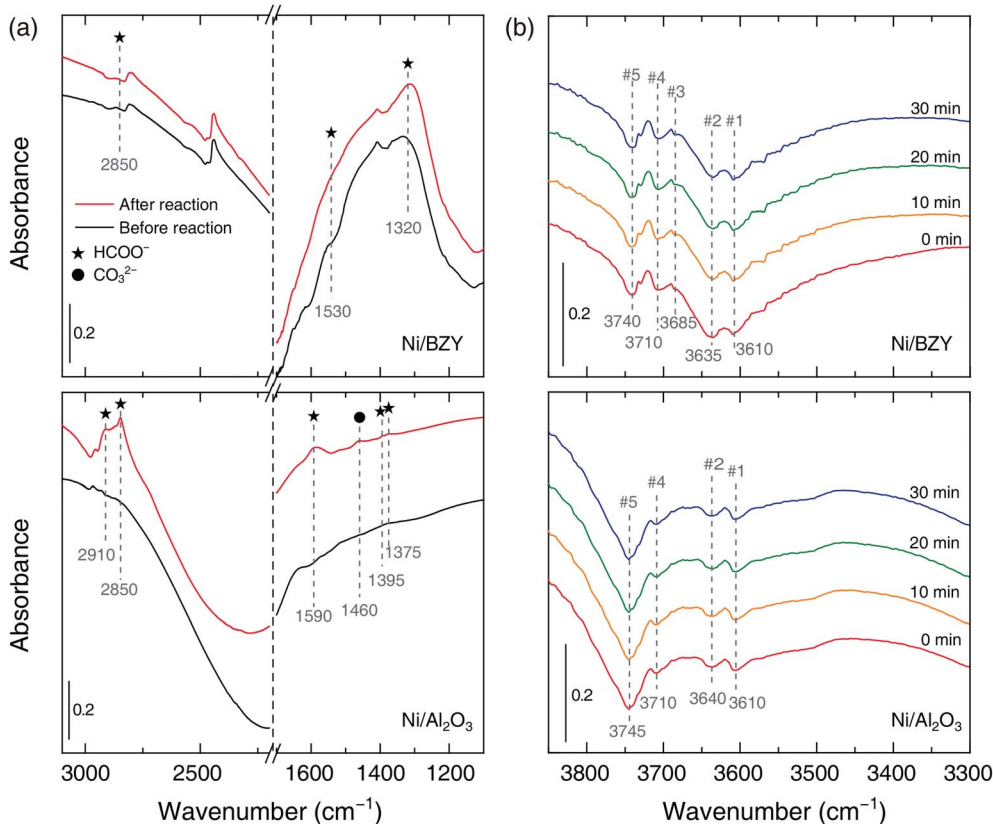 (a)
Absorbance
2850
After reaction
Before reaction
★ HCOO⁻
● CO₃²⁻
0.2
1530
1320
Ni/BZY
Absorbance
2910
2850
1590
1460
1395
1375
0.2
Ni/Al₂O₃
3000 2500 1600 1400 1200
Wavenumber (cm⁻¹)
(b)
#5 #4 #3 #2 #1
30 min
20 min
10 min
0 min
0.2
3740
3710
3685
3635
3610
Ni/BZY
#5 #4 #2 #1
30 min
20 min
10 min
0 min
0.2
3745
3710
3640
3610
Ni/Al₂O₃
3800 3700 3600 3500 3400 3300
Wavenumber (cm⁻¹)